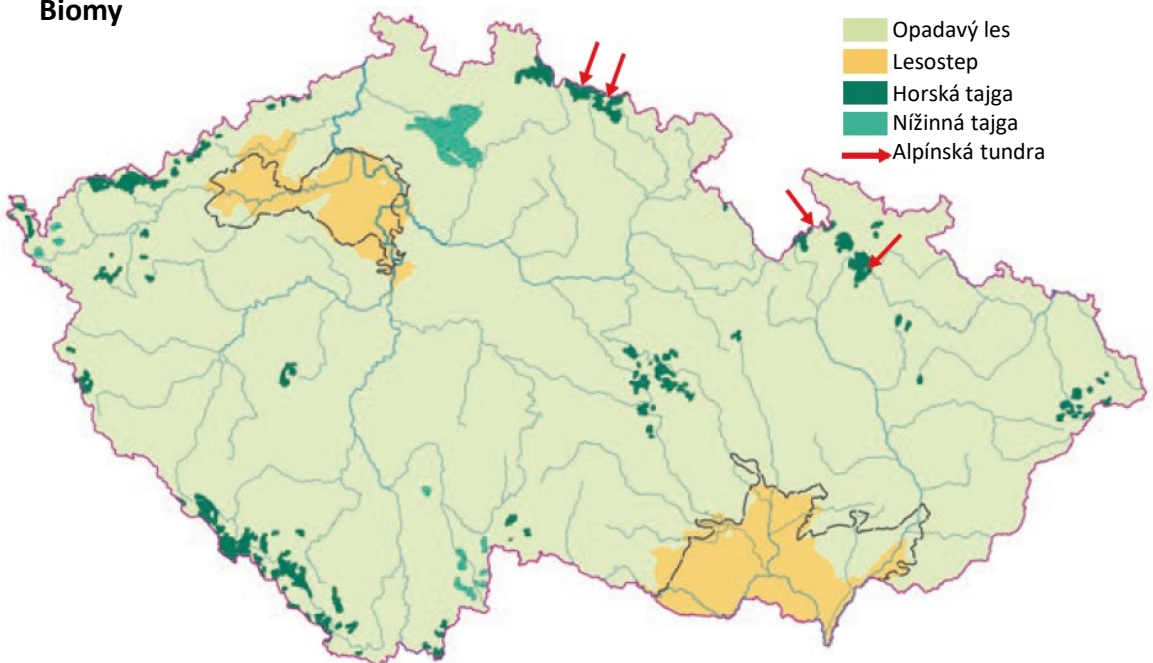 Biomy
Opadavý les
Lesostep
Horská tajga
Nížinná tajga
Alpínská tundra